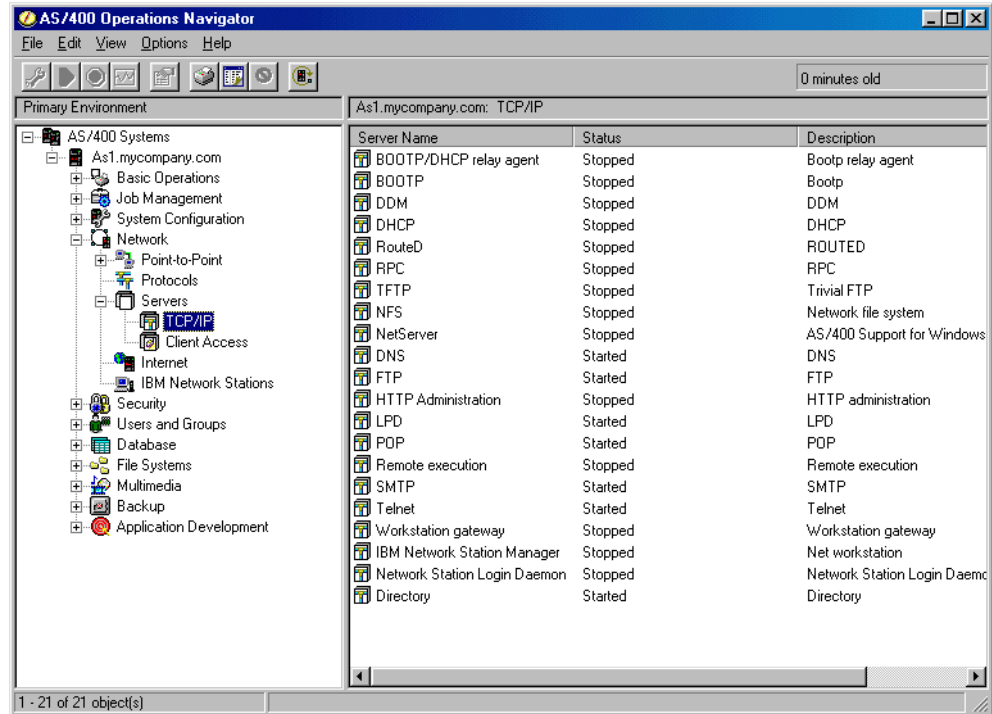 AS/400 Operations Navigator
File Edit View Options Help
0 minutes old
Primary Environment
As1.mycompany.com: TCP/IP
AS/400 Systems
As1.mycompany.com
Basic Operations
Job Management
System Configuration
Network
Point-to-Point
Protocols
Servers
TCP/IP
Client Access
Internet
IBM Network Stations
Security
Users and Groups
Database
File Systems
Multimedia
Backup
Application Development
Server Name Status Description
BOOTP/DHCP relay agent Stopped Bootp relay agent
BOOTP Stopped Bootp
DDM Stopped DDM
DHCP Stopped DHCP
RouteD Stopped ROUTED
RPC Stopped RPC
TFTP Stopped Trivial FTP
NFS Stopped Network file system
NetServer Stopped AS/400 Support for Windows
DNS Started DNS
FTP Started FTP
HTTP Administration Stopped HTTP administration
LPD Started LPD
POP Started POP
Remote execution Stopped Remote execution
SMTP Started SMTP
Telnet Started Telnet
Workstation gateway Stopped Workstation gateway
IBM Network Station Manager Stopped Net workstation
Network Station Login Daemon Stopped Network Station Login Daemo
Directory Started Directory
1 - 21 of 21 object(s)